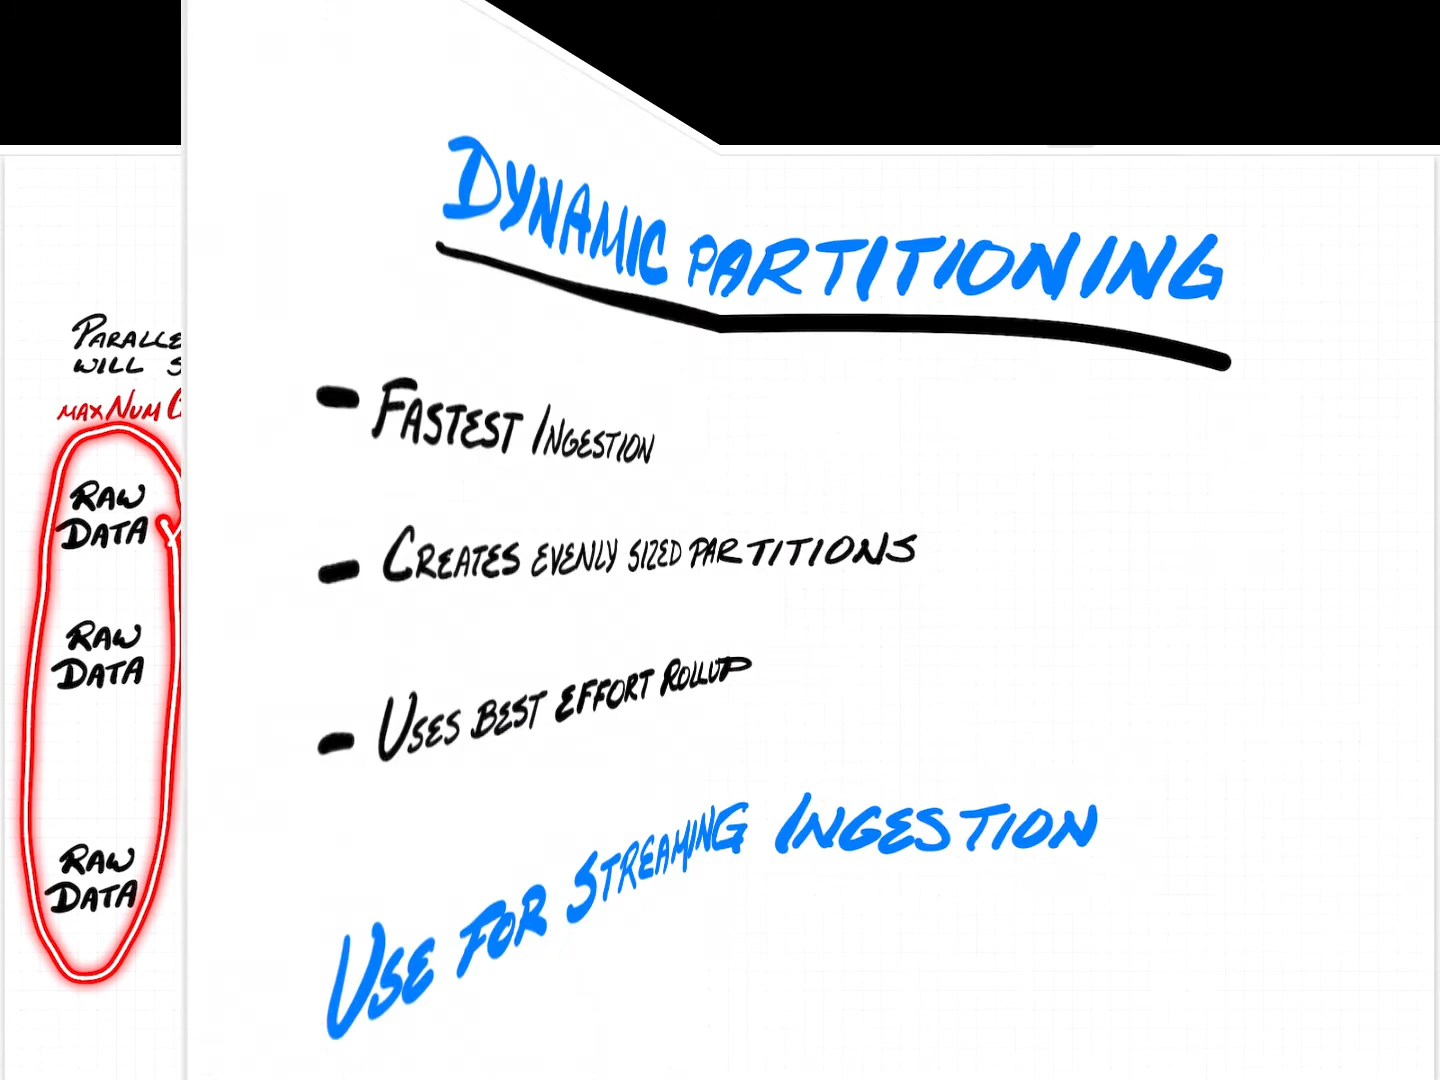 DYNAMIC PARTITIONING
- FASTEST INGESTION
- CREATES EVENLY SIZED PARTITIONS
- USES BEST EFFORT ROLLUP
USE FOR STREAMING INGESTION
WILL
RAW
DATA
RAW
DATA
RAW
DATA